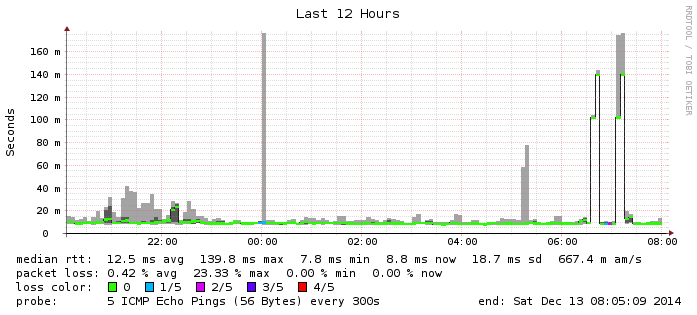 Last 12 Hours
RRDTOOL / TOBI OETIKER
Seconds
160 m
140 m
120 m
100 m
80 m
60 m
40 m
20 m
0
22:00 00:00 02:00 04:00 06:00 08:00
median rtt: 12.5 ms avg 139.8 ms max 7.8 ms min 8.8 ms now 18.7 ms sd 667.4 m am/s
packet loss: 0.42 % avg 23.33 % max 0.00 % min 0.00 % now
loss color: 0 1/5 2/5 3/5 4/5
probe: 5 ICMP Echo Pings (56 Bytes) every 300s end: Sat Dec 13 08:05:09 2014